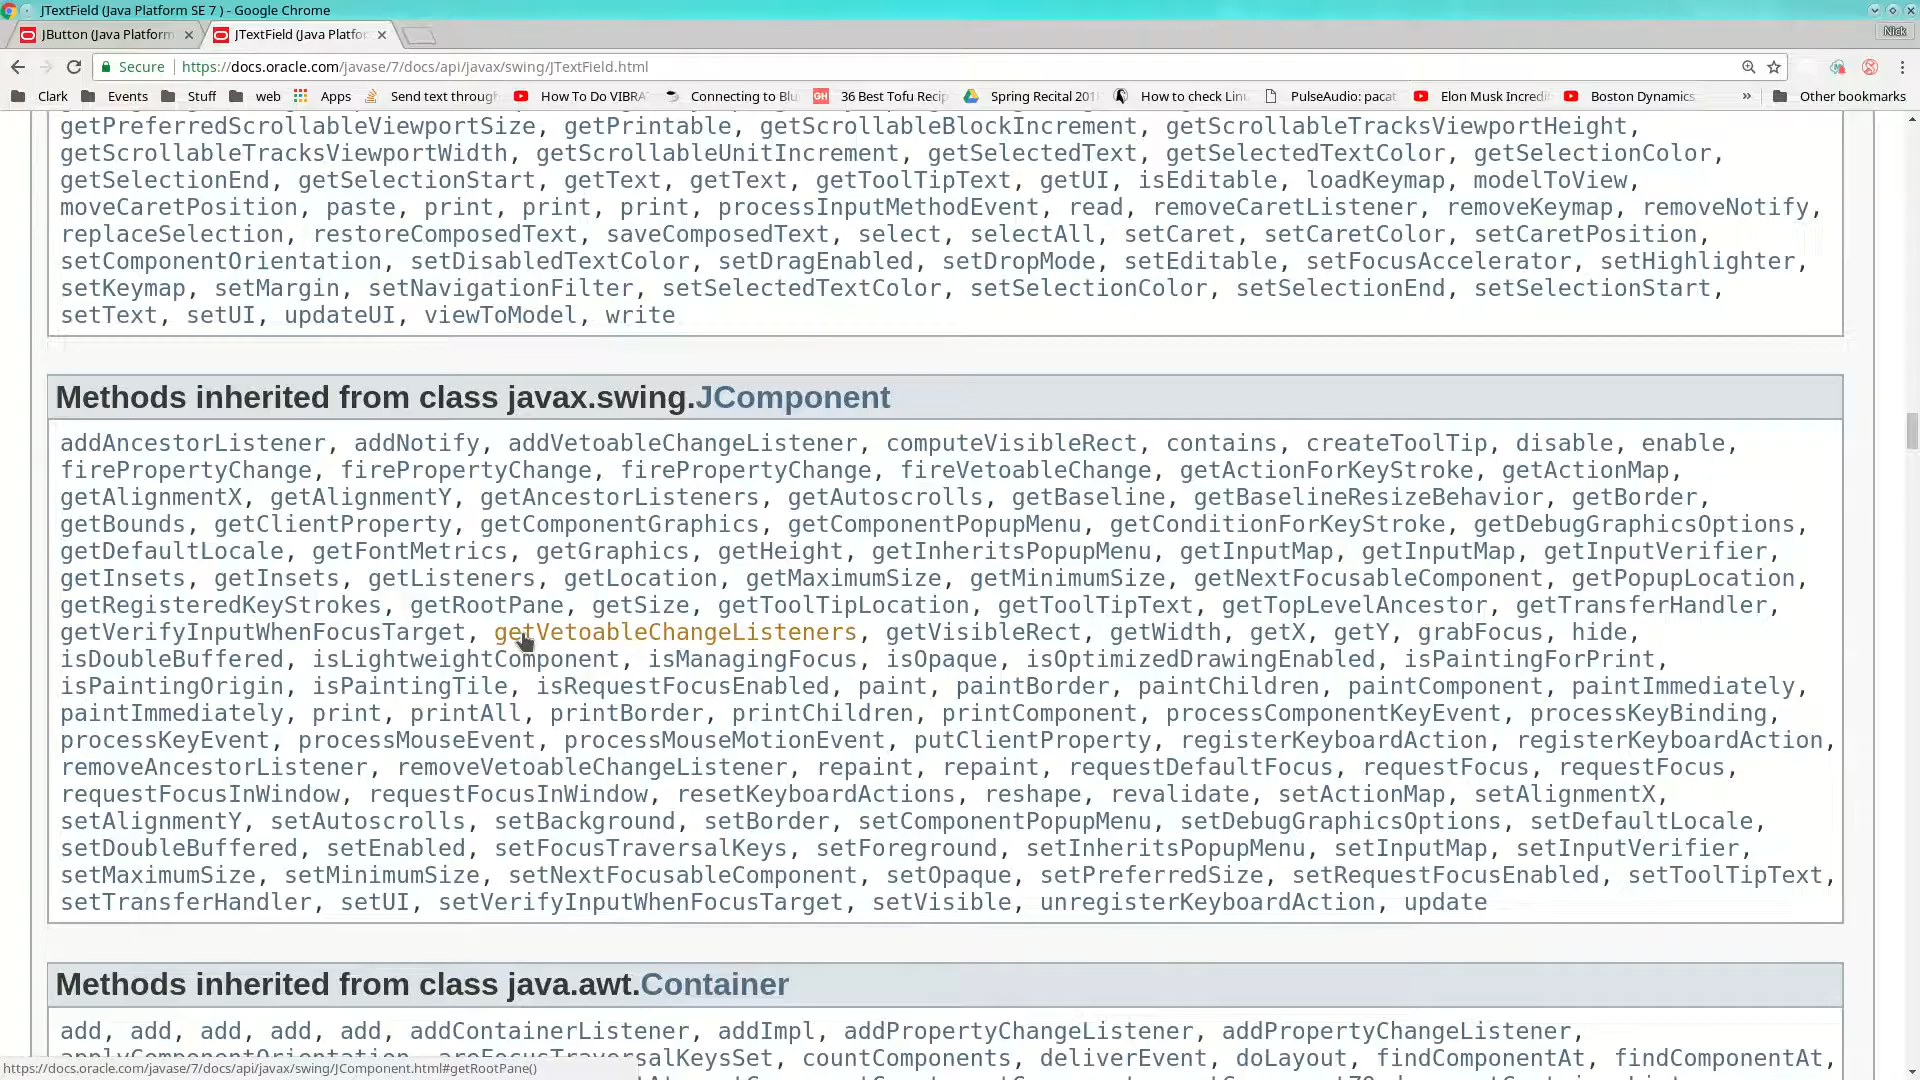 JTextField (Java Platform SE 7 ) - Google Chrome
JButton (Java Platform
JTextField (Java Platfor
Nick
Secure
https://docs.oracle.com/javase/7/docs/api/javax/swing/JTextField.html
Clark
Events
Stuff
web
Apps
Send text through
How To Do VIBRA
Connecting to Blu
GH
36 Best Tofu Recip
Spring Recital 201
How to check Linu
PulseAudio: pacat
Elon Musk Incredi
Boston Dynamics
»
Other bookmarks
getPreferredScrollableViewportSize, getPrintable, getScrollableBlockIncrement, getScrollableTracksViewportHeight,
getScrollableTracksViewportWidth, getScrollableUnitIncrement, getSelectedText, getSelectedTextColor, getSelectionColor,
getSelectionEnd, getSelectionStart, getText, getText, getToolTipText, getUI, isEditable, loadKeymap, modelToView,
moveCaretPosition, paste, print, print, print, processInputMethodEvent, read, removeCaretListener, removeKeymap, removeNotify,
replaceSelection, restoreComposedText, saveComposedText, select, selectAll, setCaret, setCaretColor, setCaretPosition,
setComponentOrientation, setDisabledTextColor, setDragEnabled, setDropMode, setEditable, setFocusAccelerator, setHighlighter,
setKeymap, setMargin, setNavigationFilter, setSelectedTextColor, setSelectionColor, setSelectionEnd, setSelectionStart,
setText, setUI, updateUI, viewToModel, write
Methods inherited from class javax.swing.JComponent
addAncestorListener, addNotify, addVetoableChangeListener, computeVisibleRect, contains, createToolTip, disable, enable,
firePropertyChange, firePropertyChange, firePropertyChange, fireVetoableChange, getActionForKeyStroke, getActionMap,
getAlignmentX, getAlignmentY, getAncestorListeners, getAutoscrolls, getBaseline, getBaselineResizeBehavior, getBorder,
getBounds, getClientProperty, getComponentGraphics, getComponentPopupMenu, getConditionForKeyStroke, getDebugGraphicsOptions,
getDefaultLocale, getFontMetrics, getGraphics, getHeight, getInheritsPopupMenu, getInputMap, getInputMap, getInputVerifier,
getInsets, getInsets, getListeners, getLocation, getMaximumSize, getMinimumSize, getNextFocusableComponent, getPopupLocation,
getRegisteredKeyStrokes, getRootPane, getSize, getToolTipLocation, getToolTipText, getTopLevelAncestor, getTransferHandler,
getVerifyInputWhenFocusTarget, getVetoableChangeListeners, getVisibleRect, getWidth, getX, getY, grabFocus, hide,
isDoubleBuffered, isLightweightComponent, isManagingFocus, isOpaque, isOptimizedDrawingEnabled, isPaintingForPrint,
isPaintingOrigin, isPaintingTile, isRequestFocusEnabled, paint, paintBorder, paintChildren, paintComponent, paintImmediately,
paintImmediately, print, printAll, printBorder, printChildren, printComponent, processComponentKeyEvent, processKeyBinding,
processKeyEvent, processMouseEvent, processMouseMotionEvent, putClientProperty, registerKeyboardAction, registerKeyboardAction,
removeAncestorListener, removeVetoableChangeListener, repaint, repaint, requestDefaultFocus, requestFocus, requestFocus,
requestFocusInWindow, requestFocusInWindow, resetKeyboardActions, reshape, revalidate, setActionMap, setAlignmentX,
setAlignmentY, setAutoscrolls, setBackground, setBorder, setComponentPopupMenu, setDebugGraphicsOptions, setDefaultLocale,
setDoubleBuffered, setEnabled, setFocusTraversalKeys, setForeground, setInheritsPopupMenu, setInputMap, setInputVerifier,
setMaximumSize, setMinimumSize, setNextFocusableComponent, setOpaque, setPreferredSize, setRequestFocusEnabled, setToolTipText,
setTransferHandler, setUI, setVerifyInputWhenFocusTarget, setVisible, unregisterKeyboardAction, update
Methods inherited from class java.awt.Container
add, add, add, add, add, addContainerListener, addImpl, addPropertyChangeListener, addPropertyChangeListener,
applyComponentOrientation, areFocusTraversalKeysSet, countComponents, deliverEvent, doLayout, findComponentAt, findComponentAt,
https://docs.oracle.com/javase/7/docs/api/javax/swing/JComponent.html#getRootPane()